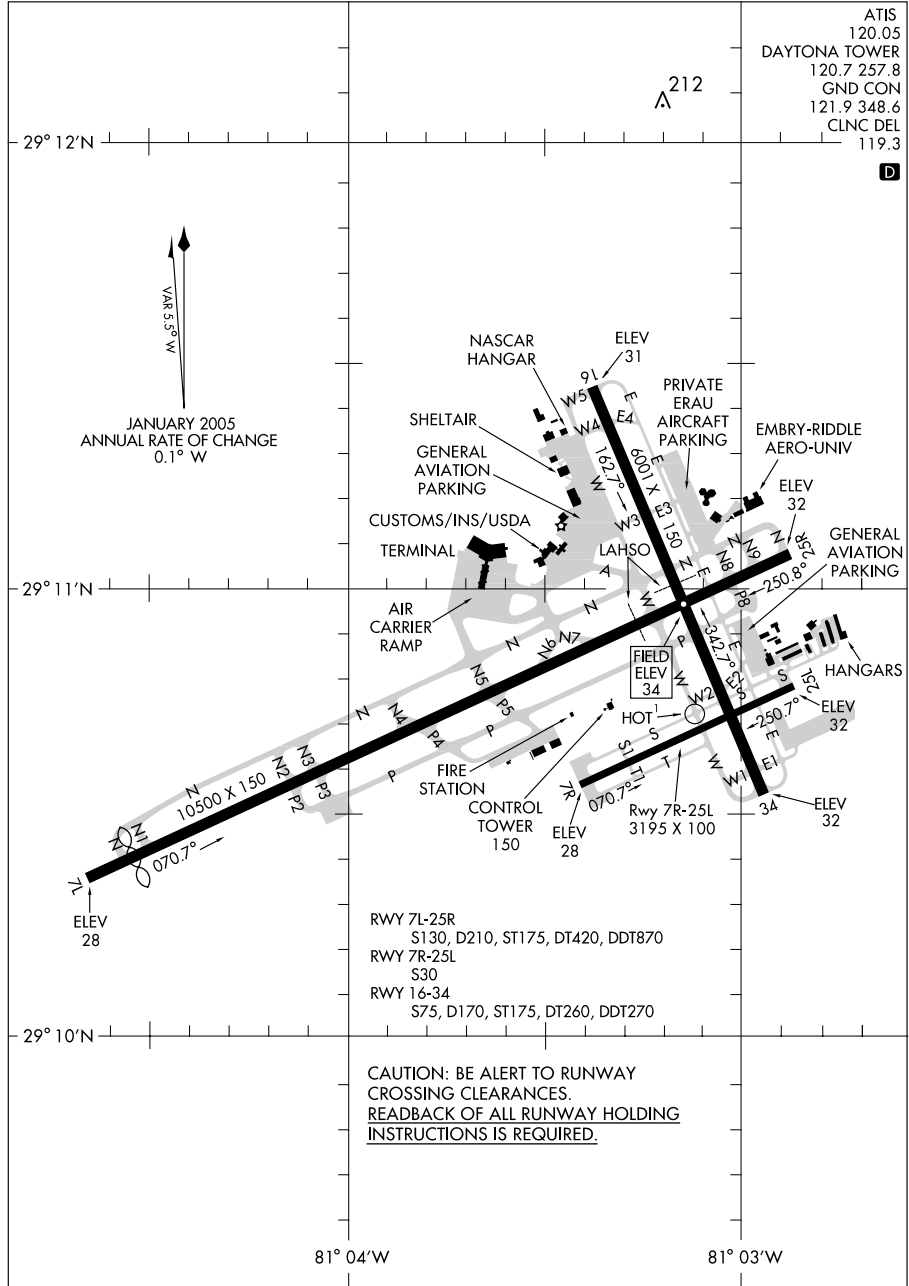 ATIS
120.05
DAYTONA TOWER
120.7 257.8
GND CON
121.9 348.6
CLNC DEL
119.3
D
212
29° 12'N
VAR 5.5° W
JANUARY 2005
ANNUAL RATE OF CHANGE
0.1° W
NASCAR
HANGAR
ELEV
31
16
SHELTAIR
PRIVATE
ERAU
AIRCRAFT
PARKING
GENERAL
AVIATION
PARKING
EMBRY-RIDDLE
AERO-UNIV
W5
E
E4
W4
162.7°
E
6001 X 150
W
W3
E3
CUSTOMS/INS/USDA
ELEV
32
TERMINAL
LAHSO
GENERAL
AVIATION
PARKING
N
N9
N
N8
25R
29° 11'N
A
E
N
W
250.8°
P8
AIR
CARRIER
RAMP
N
N
N7
N6
FIELD
ELEV
34
P
342.7°
E
HANGARS
N5
P5
W
W2
E2
S
S
25L
HOT 1
N
N4
P4
P
S
250.7°
ELEV
32
FIRE
STATION
CONTROL
TOWER
150
S1
T1
T
E
N3
N2
P3
P2
P
W
W1
E1
10500 X 150
N
7R
070.7°
ELEV
28
Rwy 7R-25L
3195 X 100
34
ELEV
32
N
N1
070.7°
7L
ELEV
28
RWY 7L-25R
S130, D210, ST175, DT420, DDT870
RWY 7R-25L
S30
RWY 16-34
S75, D170, ST175, DT260, DDT270
29° 10'N
CAUTION: BE ALERT TO RUNWAY
CROSSING CLEARANCES.
READBACK OF ALL RUNWAY HOLDING
INSTRUCTIONS IS REQUIRED.
81° 04'W
81° 03'W